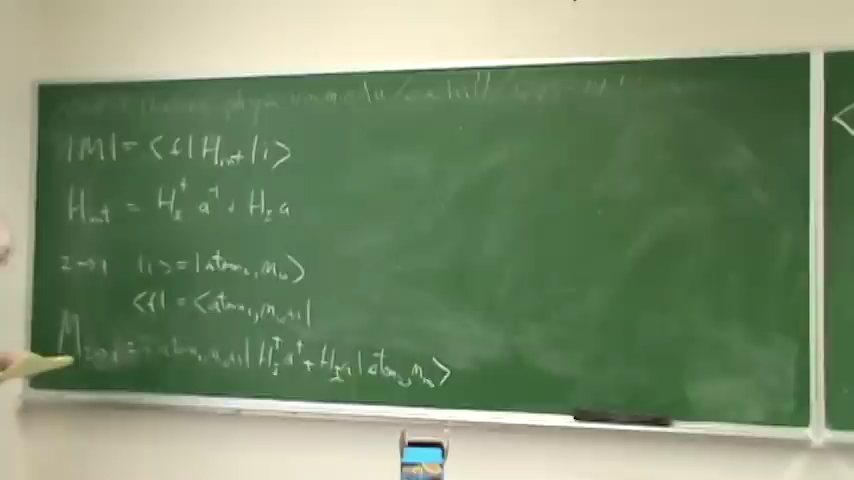 |M| = <f| H_int |i>
H_int = H_I^† a^† + H_I a
2→1 |i> = |atom_2, n_ω>
<f| = <atom_1, n_ω+1|
M_2→1 = <atom_1, n_ω+1| H_I^† a^† + H_I a | atom_2, n_ω>